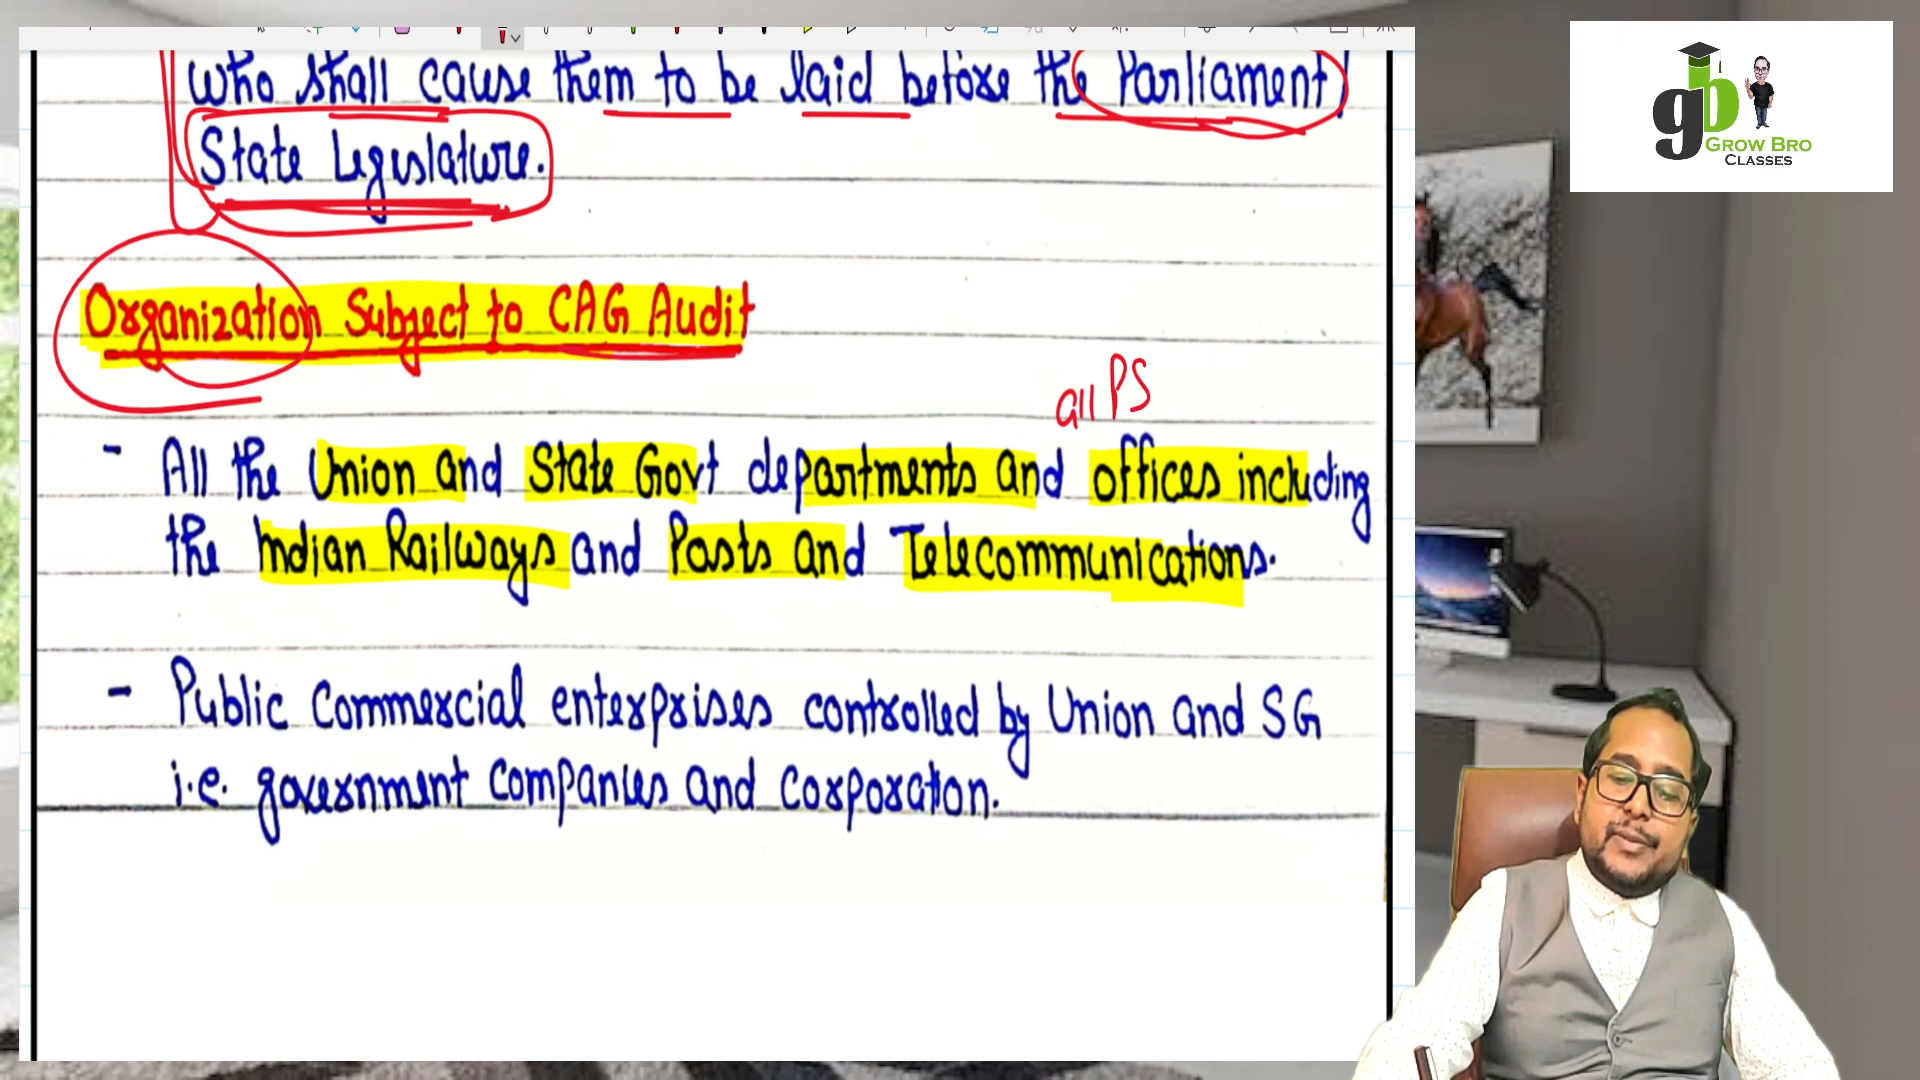 who shall cause them to be laid before the Parliament/
State Legislature.
Organization Subject to CAG Audit
all PS
- All the Union and State Govt departments and offices including
the Indian Railways and Posts and Telecommunications.
- Public Commercial enterprises controlled by Union and SG
i.e. government companies and corporation.
gb
GROW BRO
CLASSES